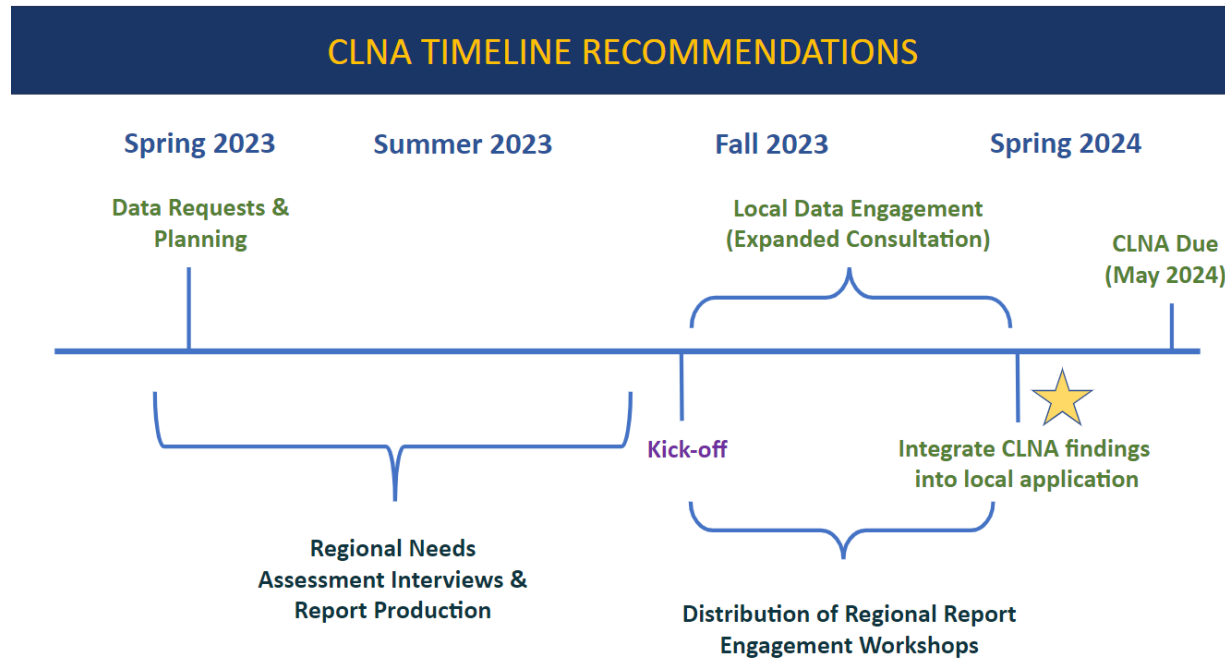 CLNA TIMELINE RECOMMENDATIONS
Spring 2023
Summer 2023
Fall 2023
Spring 2024
Data Requests &
Planning
Local Data Engagement
(Expanded Consultation)
CLNA Due
(May 2024)
Kick-off
Integrate CLNA findings
into local application
Regional Needs
Assessment Interviews &
Report Production
Distribution of Regional Report
Engagement Workshops